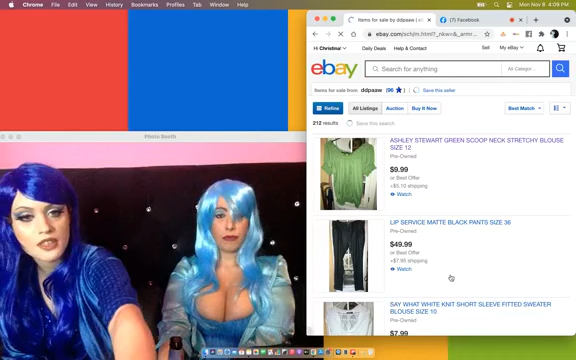 Chrome File Edit View History Bookmarks Profiles Tab Window Help
Mon Nov 8 4:09 PM
Items for sale by ddpaaw
(7) Facebook
ebay.com/sch/m.html?_nkw=&_armr...
Hi Christina! Daily Deals Help & Contact Sell My eBay
ebay Search for anything All Categor...
Items for sale from ddpaaw (96) Save this seller
Refine All Listings Auction Buy It Now Best Match
212 results Save this search
Photo Booth
ASHLEY STEWART GREEN SCOOP NECK STRETCHY BLOUSE
SIZE 12
Pre-Owned
$9.99
or Best Offer
+$5.10 shipping
Watch
LIP SERVICE MATTE BLACK PANTS SIZE 36
Pre-Owned
$49.99
or Best Offer
+$7.95 shipping
Watch
SAY WHAT WHITE KNIT SHORT SLEEVE FITTED SWEATER
SIZE 10
Pre-Owned
$7.99